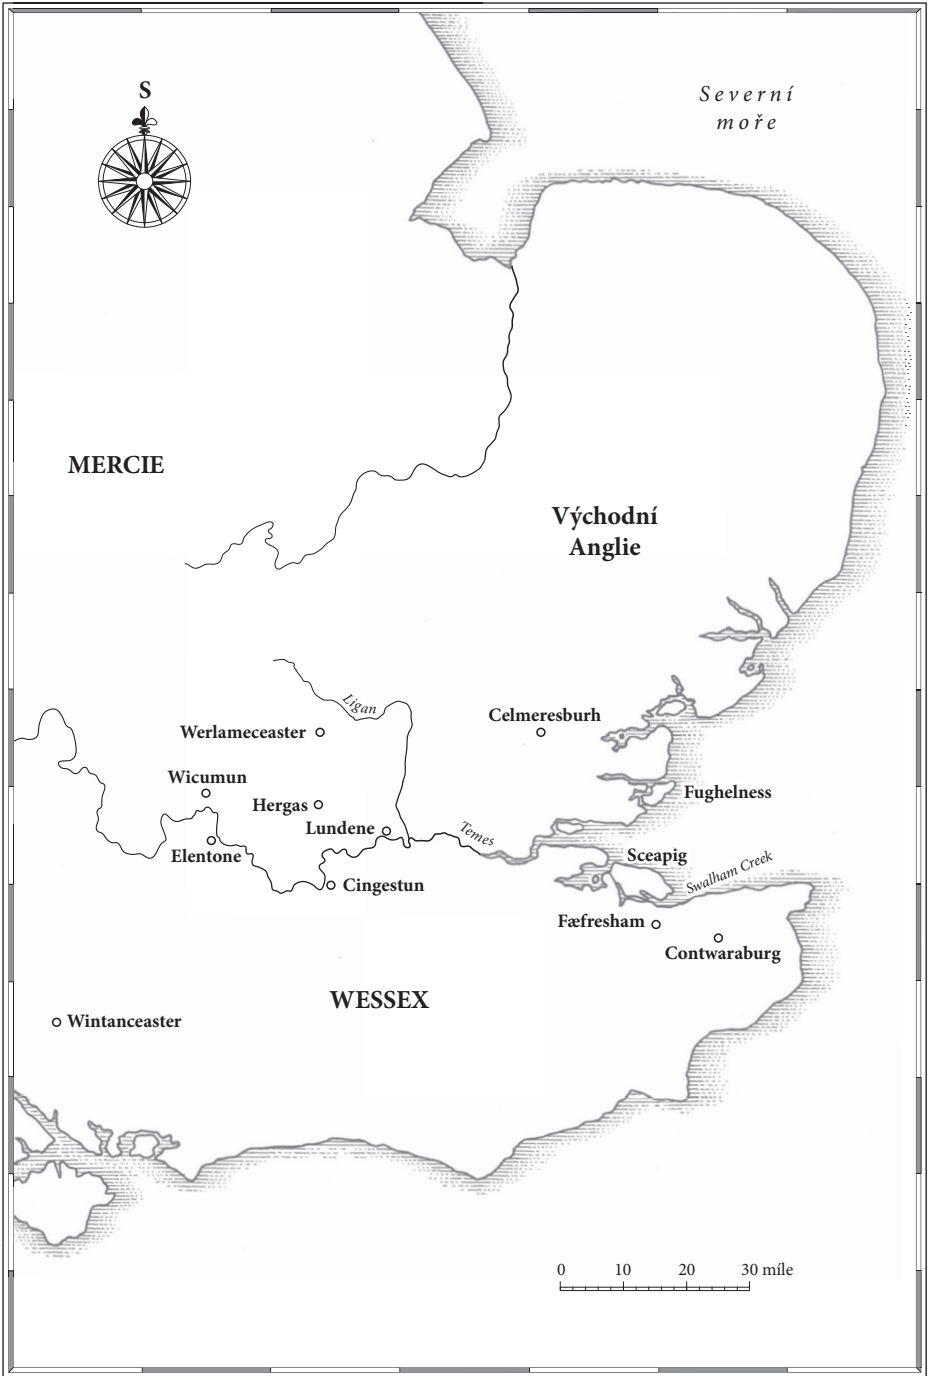 S
Severní
moře
MERCIE
Východní
Anglie
Ligan
Celmeresburh
Werlameceaster
Wicumun
Fughelness
Hergas
Lundene
Temes
Elentone
Sceapig
Swalham Creek
Cingestun
Fæfresham
Contwaraburg
WESSEX
Wintanceaster
0 10 20 30 míle